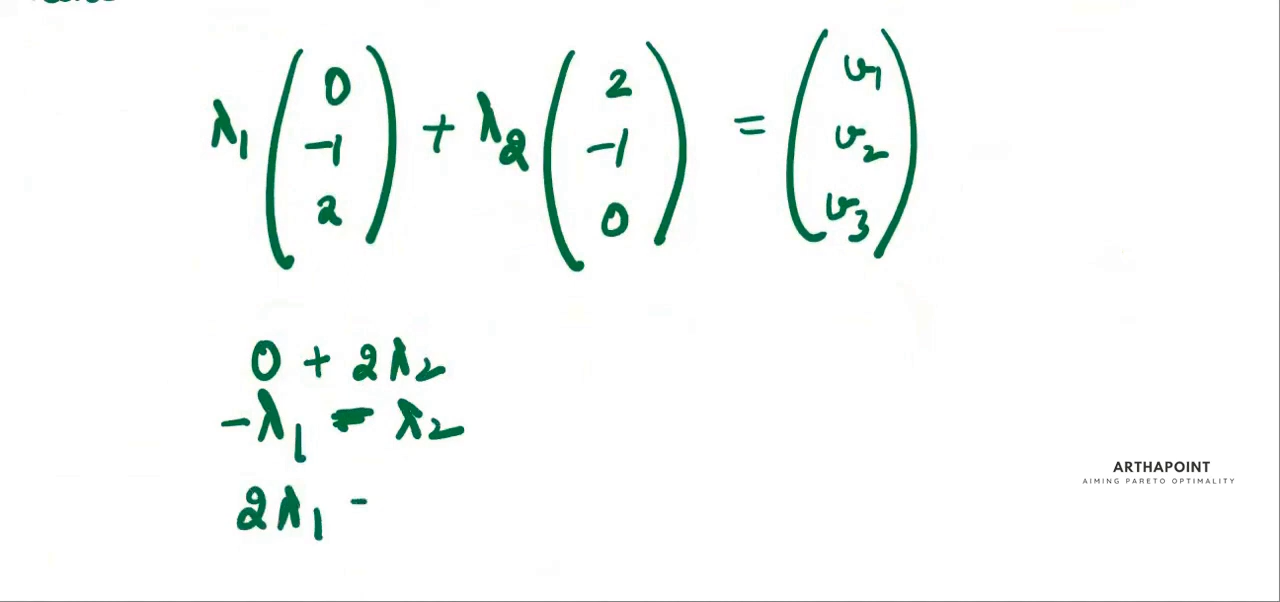 λ₁ (0 -1 2) + λ₂ (2 -1 0) = (v₁ v₂ v₃)
0 + 2λ₂
-λ₁ - λ₂
2λ₁ -
ARTHAPOINT
AIMING PARETO OPTIMALITY